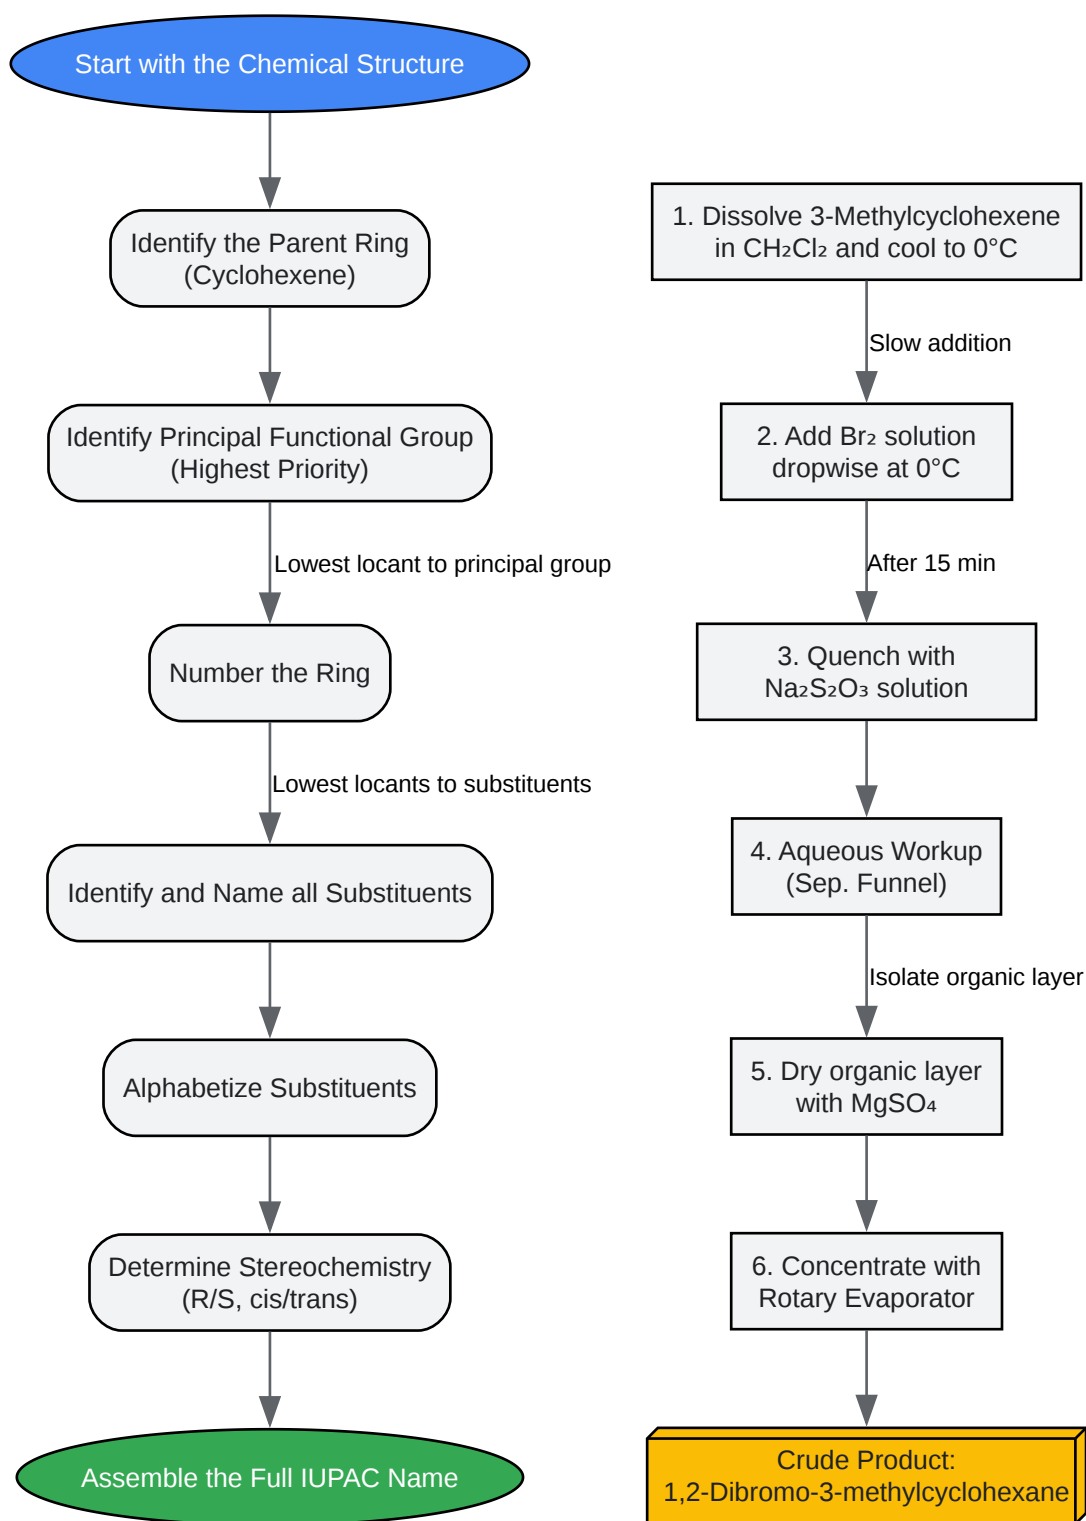 Start with the Chemical Structure
Identify the Parent Ring
(Cyclohexene)
Identify Principal Functional Group
(Highest Priority)
Lowest locant to principal group
Number the Ring
Lowest locants to substituents
Identify and Name all Substituents
Alphabetize Substituents
Determine Stereochemistry
(R/S, cis/trans)
Assemble the Full IUPAC Name
1. Dissolve 3-Methylcyclohexene
in CH₂Cl₂ and cool to 0°C
Slow addition
2. Add Br₂ solution
dropwise at 0°C
After 15 min
3. Quench with
Na₂S₂O₃ solution
4. Aqueous Workup
(Sep. Funnel)
Isolate organic layer
5. Dry organic layer
with MgSO₄
6. Concentrate with
Rotary Evaporator
Crude Product:
1,2-Dibromo-3-methylcyclohexane